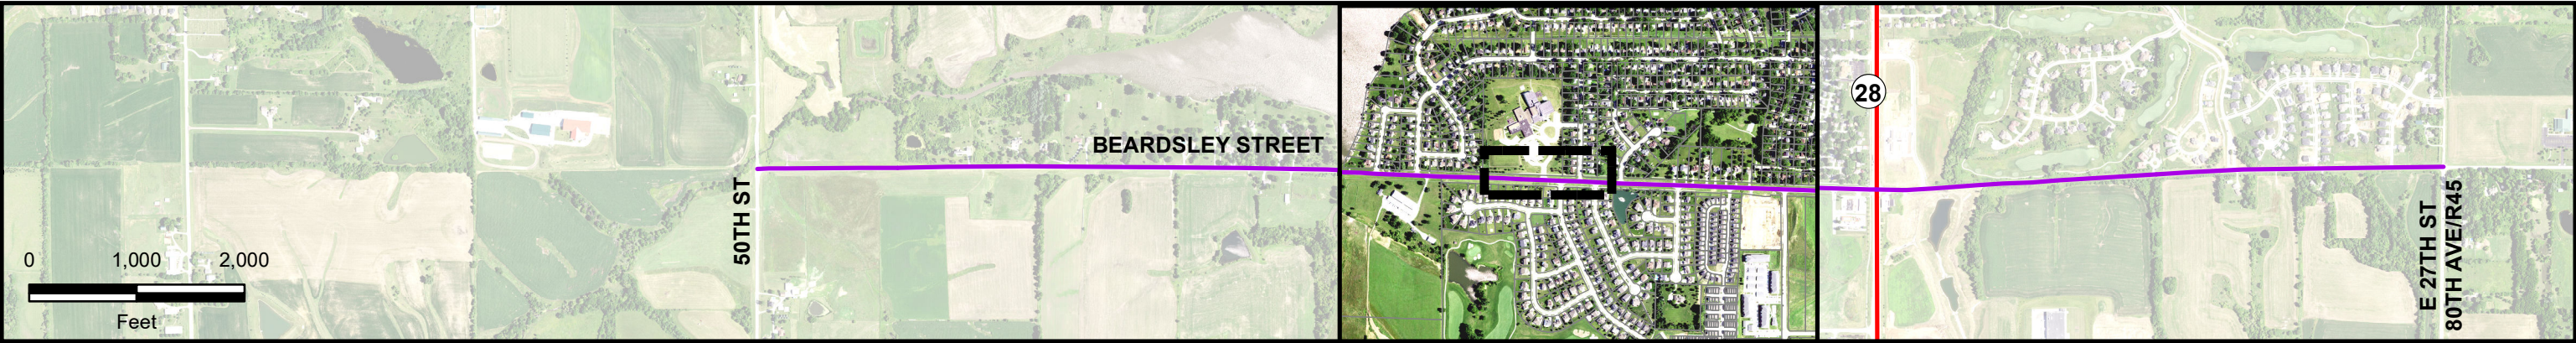 28
BEARDSLEY STREET
50TH ST
E 27TH ST
80TH AVE/R45
0 1,000 2,000
Feet